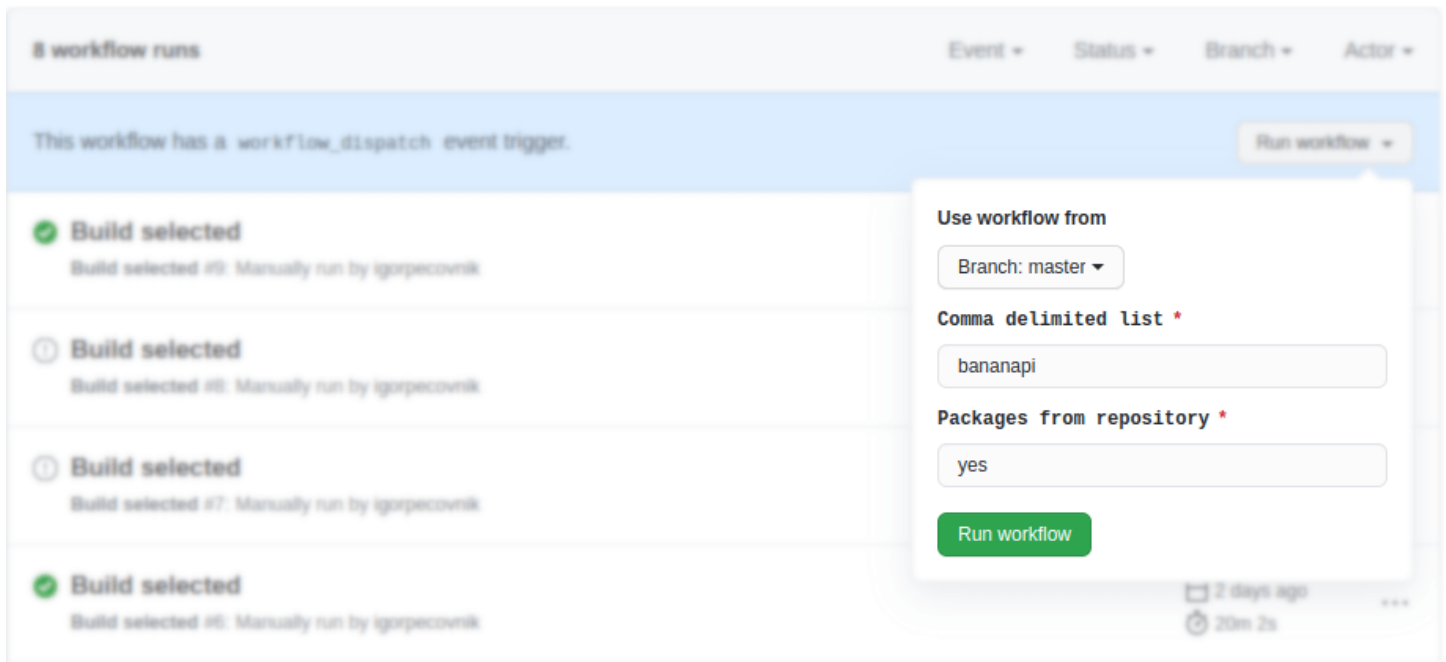 8 workflow runs
Event Status Branch Actor
This workflow has a workflow_dispatch event trigger.
Run workflow
Build selected
Build selected #9: Manually run by igorpecovnik
Build selected
Build selected #8: Manually run by igorpecovnik
Build selected
Build selected #7: Manually run by igorpecovnik
Build selected
Build selected #6: Manually run by igorpecovnik
2 days ago
20m 2s
Use workflow from
Branch: master
Comma delimited list *
bananapi
Packages from repository *
yes
Run workflow